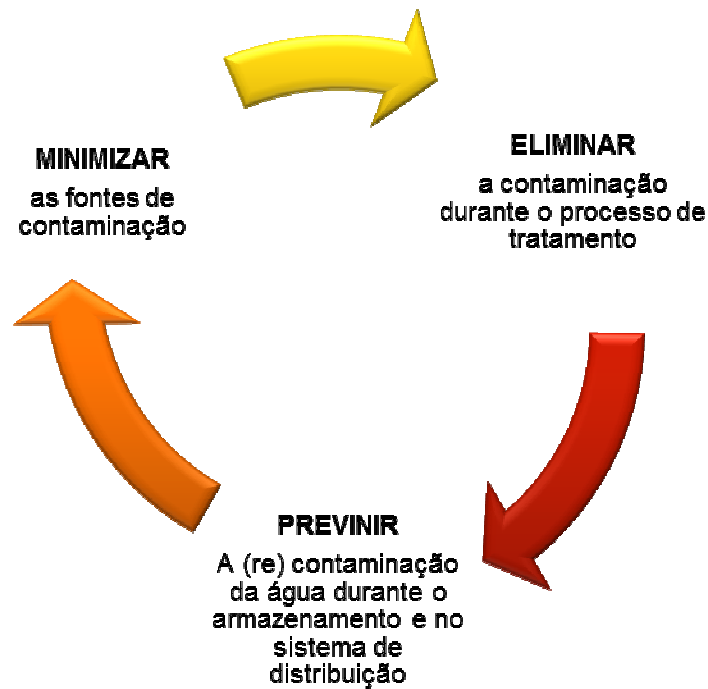 MINIMIZAR
as fontes de
contaminação
ELIMINAR
a contaminação
durante o processo de
tratamento
PREVINIR
A (re) contaminação
da água durante o
armazenamento e no
sistema de
distribuição